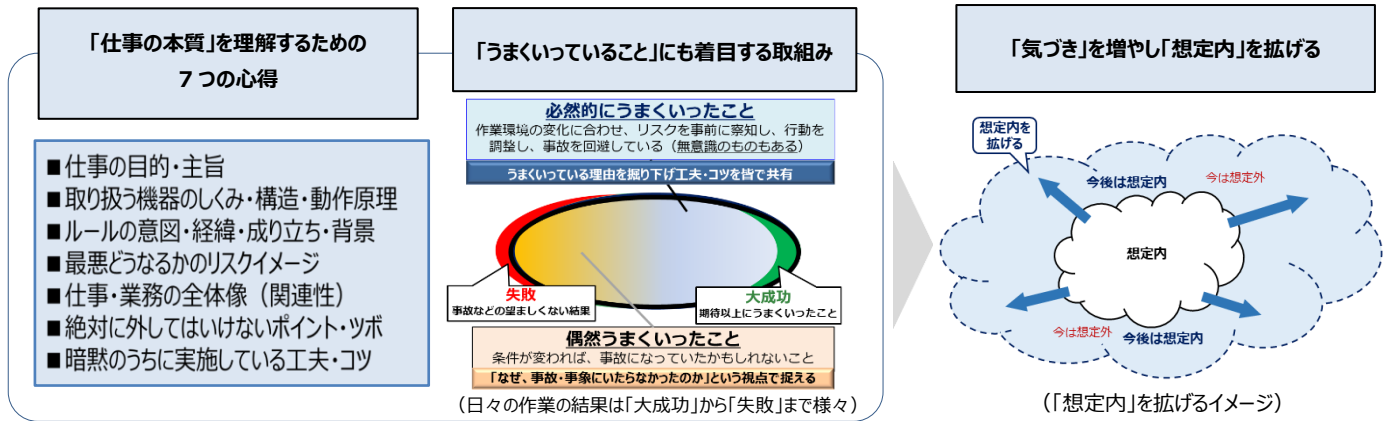 「仕事の本質」を理解するための
７つの心得
■仕事の目的・主旨
■取り扱う機器のしくみ・構造・動作原理
■ルールの意図・経緯・成り立ち・背景
■最悪どうなるかのリスクイメージ
■仕事・業務の全体像（関連性）
■絶対に外してはいけないポイント・ツボ
■暗黙のうちに実施している工夫・コツ
「うまくいっていること」にも着目する取組み
必然的にうまくいったこと
作業環境の変化に合わせ、リスクを事前に察知し、行動を
調整し、事故を回避している（無意識のものもある）
うまくいっている理由を掘り下げ工夫・コツを皆で共有
失敗
事故などの望ましくない結果
大成功
期待以上にうまくいったこと
偶然うまくいったこと
条件が変われば、事故になっていたかもしれないこと
「なぜ、事故・事象にいたらなかったのか」という視点で捉える
（日々の作業の結果は「大成功」から「失敗」まで様々）
「気づき」を増やし「想定内」を拡げる
想定内を
拡げる
今後は想定内
今は想定外
想定内
今は想定外
今後は想定内
（「想定内」を拡げるイメージ）